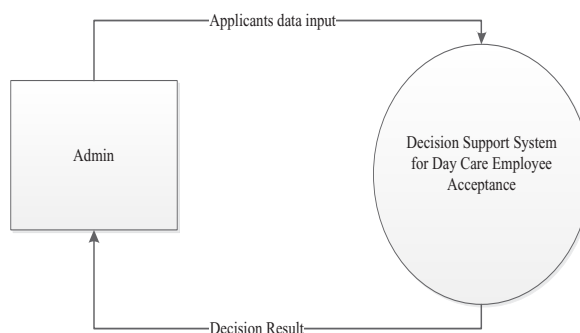 Applicants data input
Admin
Decision Support System
for Day Care Employee
Acceptance
Decision Result